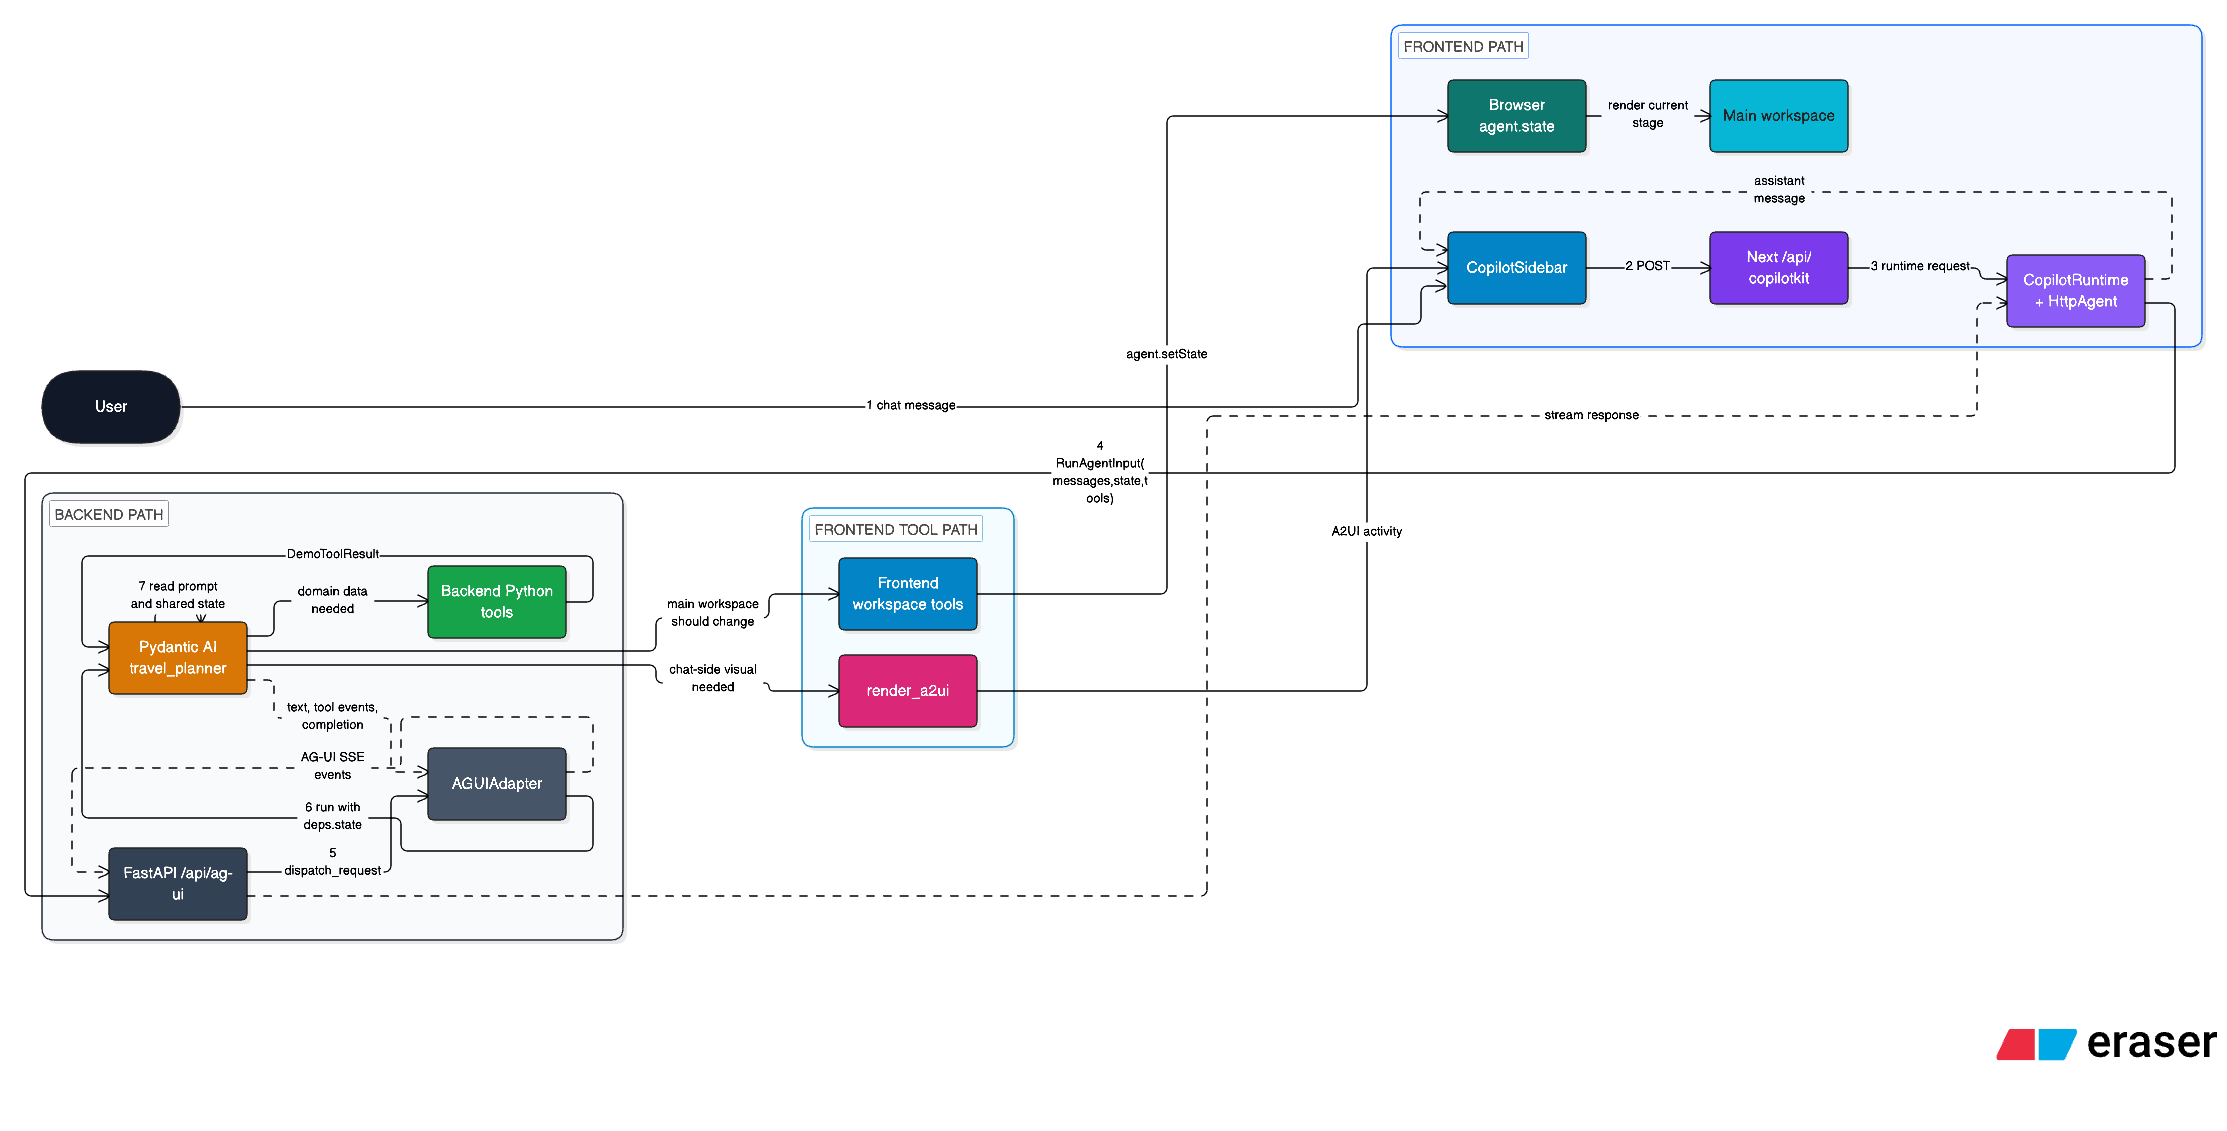 FRONTEND PATH
Browser
agent.state
render current
stage
Main workspace
assistant
message
CopilotSidebar
2 POST
Next /api/
copilotkit
3 runtime request
CopilotRuntime
+ HttpAgent
agent.setState
User
1 chat message
stream response
4
RunAgentInput(
messages,state,t
ools)
BACKEND PATH
FRONTEND TOOL PATH
A2UI activity
DemoToolResult
7 read prompt
and shared state
domain data
needed
Backend Python
tools
Frontend
workspace tools
main workspace
should change
Pydantic AI
travel_planner
chat-side visual
needed
render_a2ui
text, tool events,
completion
AG-UI SSE
events
AGUIAdapter
6 run with
deps.state
5
dispatch_request
FastAPI /api/ag-
ui
eraser